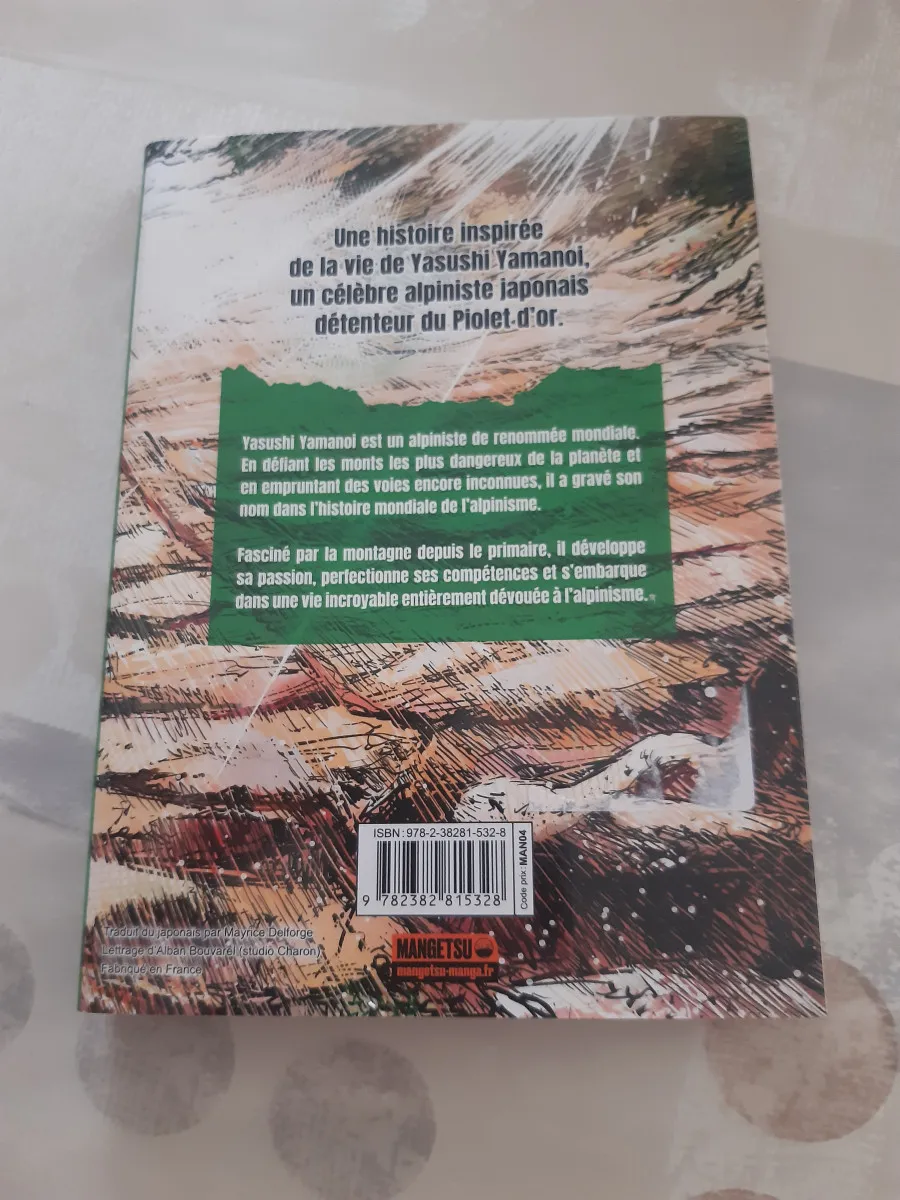 Une histoire inspirée
de la vie de Yasushi Yamanoi,
un célèbre alpiniste japonais
détenteur du Piolet d'or.
Yasushi Yamanoi est un alpiniste de renommée mondiale.
En défiant les monts les plus dangereux de la planète et
en empruntant des voies encore inconnues, il a gravé son
nom dans l'histoire mondiale de l'alpinisme.
Fasciné par la montagne depuis le primaire, il développe
sa passion, perfectionne ses compétences et s'embarque
dans une vie incroyable entièrement dévouée à l'alpinisme.
ISBN : 978-2-38281-532-8
9 782382 815328
Code prix : MAN04
Traduit du japonais par Mayrice Delforge
Lettrage d'Alban Bouvarel (studio Charon)
Fabriqué en France
MANGETSU
mangetsu-manga.fr